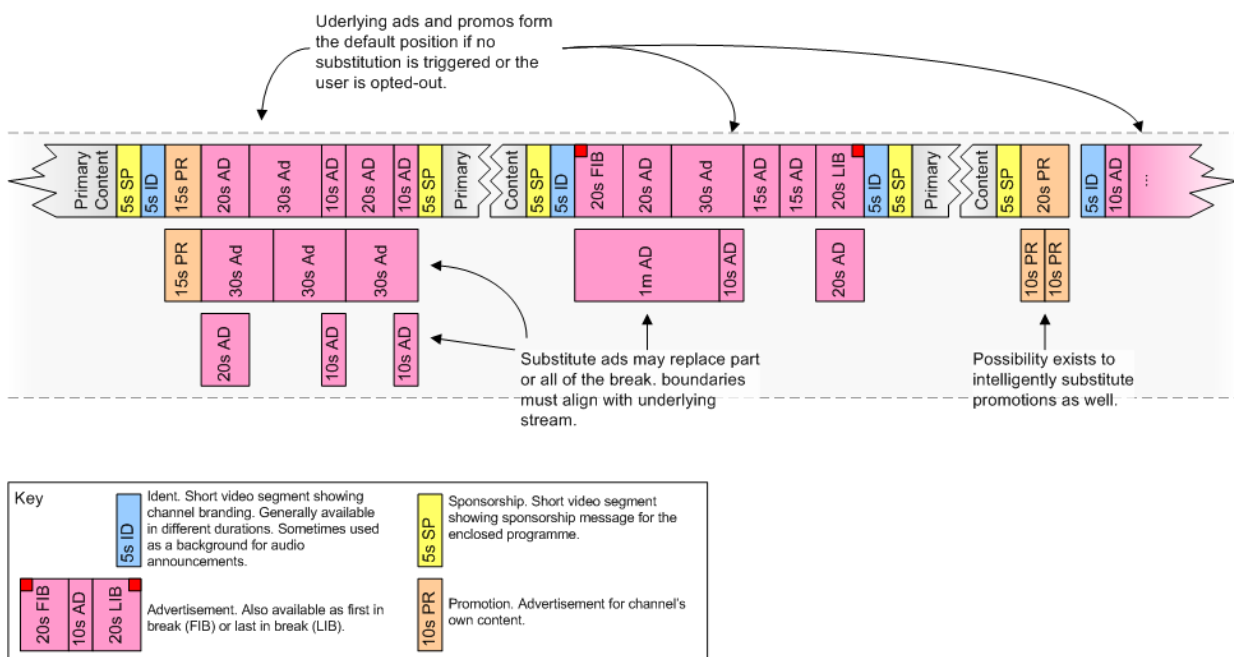 Uderlying ads and promos form
the default position if no
substitution is triggered or the
user is opted-out.
Primary
Content
5s SP
5s ID
15s PR
20s AD
30s Ad
10s AD
20s AD
10s AD
5s SP
Primary
Content
5s SP
5s ID
20s FIB
20s AD
30s Ad
15s AD
15s AD
20s LIB
5s ID
5s SP
Primary
Content
5s SP
20s PR
5s ID
10s AD
...
15s PR
30s Ad
30s Ad
30s Ad
1m AD
10s AD
20s AD
10s PR
10s PR
20s AD
10s AD
10s AD
Substitute ads may replace part
or all of the break. boundaries
must align with underlying
stream.
Possibility exists to
intelligently substitute
promotions as well.
Key
5s ID
Ident. Short video segment showing
channel branding. Generally available
in different durations. Sometimes used
as a background for audio
announcements.
5s SP
Sponsorship. Short video segment
showing sponsorship message for the
enclosed programme.
20s FIB
10s AD
20s LIB
Advertisement. Also available as first in
break (FIB) or last in break (LIB).
10s PR
Promotion. Advertisement for channel's
own content.